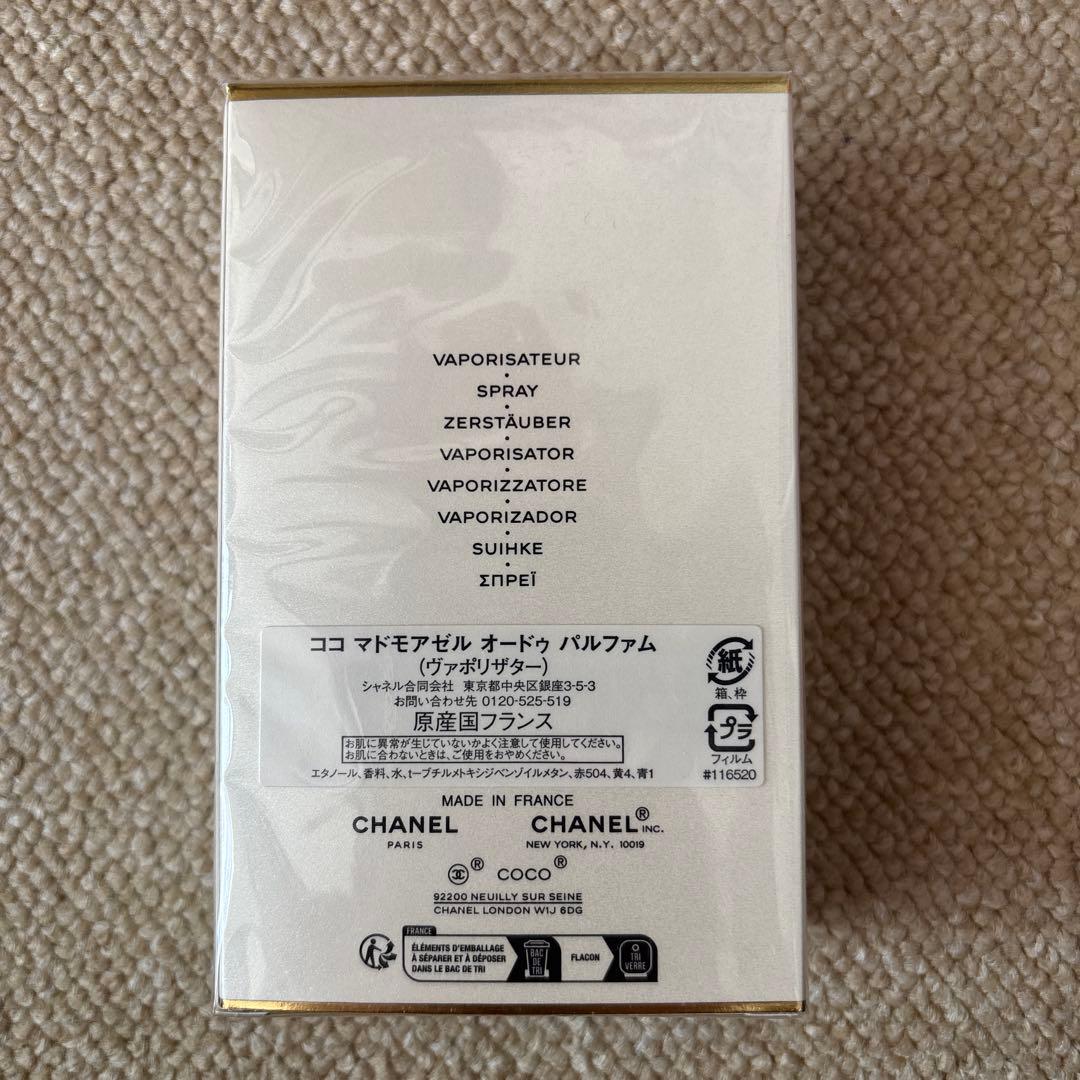 VAPORISATEUR
SPRAY
ZERSTÄUBER
VAPORISATOR
VAPORIZZATORE
VAPORIZADOR
SUIHKE
ΣΠΡΕΪ
ココ マドモアゼル オードゥ パルファム
(ヴァポリザター)
シャネル合同会社 東京都中央区銀座3-5-3
お問い合わせ先 0120-525-519
原産国フランス
お肌に異常が生じていないかよく注意して使用してください。
お肌に合わないときは、ご使用をおやめください。
エタノール、香料、水、t-ブチルメトキシジベンゾイルメタン、赤504、黄4、青1
紙
箱、枠
プラ
フィルム
#116520
MADE IN FRANCE
CHANEL CHANEL® INC.
PARIS NEW YORK, N.Y. 10019
® COCO®
92200 NEUILLY SUR SEINE
CHANEL LONDON W1J 6DG
FRANCE
ÉLÉMENTS D'EMBALLAGE
À SÉPARER ET À DÉPOSER
DANS LE BAC DE TRI
BAC
DE
TRI
FLACON
TRI
VERRE